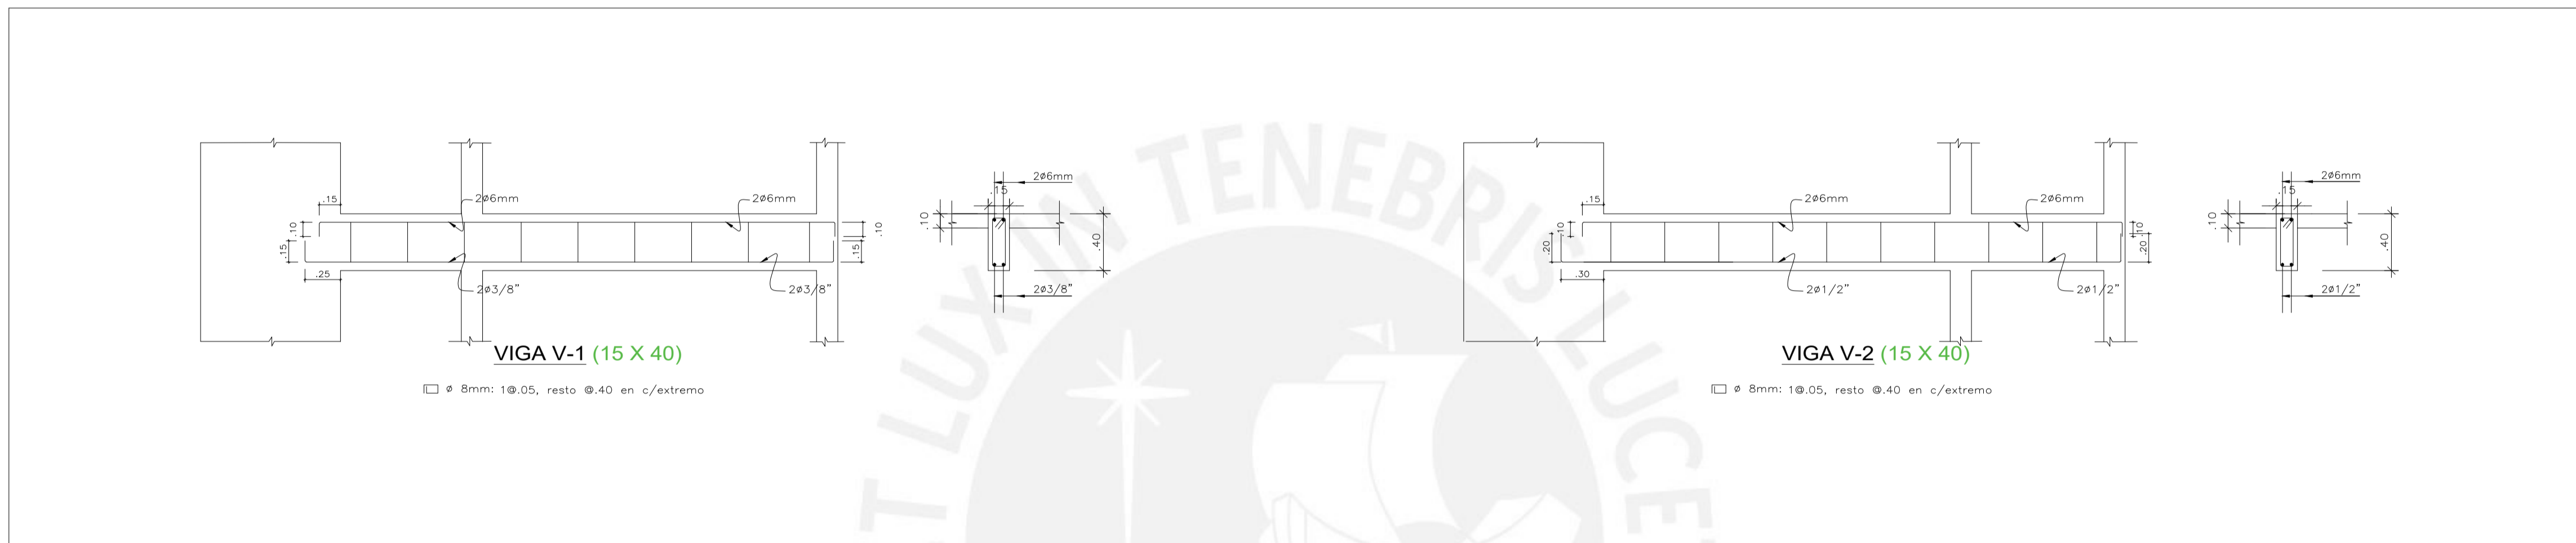 .15
2ø6mm
2ø6mm
.10
.10
.15
.15
.25
2ø3/8”
2ø3/8”
2ø6mm
.15
.10
.40
2ø3/8”
VIGA V-1 (15 X 40)
ø 8mm: 1@.05, resto @.40 en c/extremo
.15
2ø6mm
2ø6mm
.10
.10
.20
.20
.30
2ø1/2”
2ø1/2”
2ø6mm
.15
.10
.40
2ø1/2”
VIGA V-2 (15 X 40)
ø 8mm: 1@.05, resto @.40 en c/extremo
ET LUX IN TENEBRIS LUCET